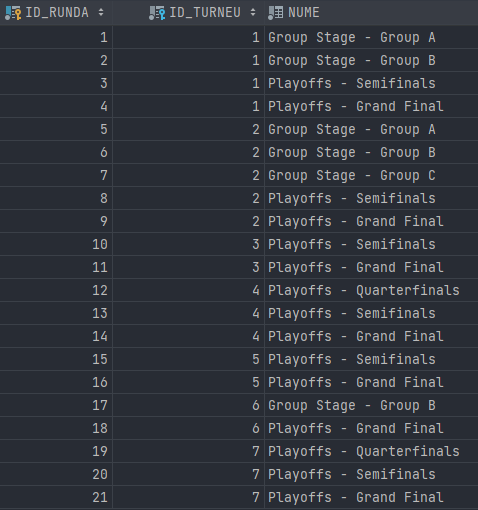 ID_RUNDA ID_TURNEU NUME
1 1 Group Stage - Group A
2 1 Group Stage - Group B
3 1 Playoffs - Semifinals
4 1 Playoffs - Grand Final
5 2 Group Stage - Group A
6 2 Group Stage - Group B
7 2 Group Stage - Group C
8 2 Playoffs - Semifinals
9 2 Playoffs - Grand Final
10 3 Playoffs - Semifinals
11 3 Playoffs - Grand Final
12 4 Playoffs - Quarterfinals
13 4 Playoffs - Semifinals
14 4 Playoffs - Grand Final
15 5 Playoffs - Semifinals
16 5 Playoffs - Grand Final
17 6 Group Stage - Group B
18 6 Playoffs - Grand Final
19 7 Playoffs - Quarterfinals
20 7 Playoffs - Semifinals
21 7 Playoffs - Grand Final